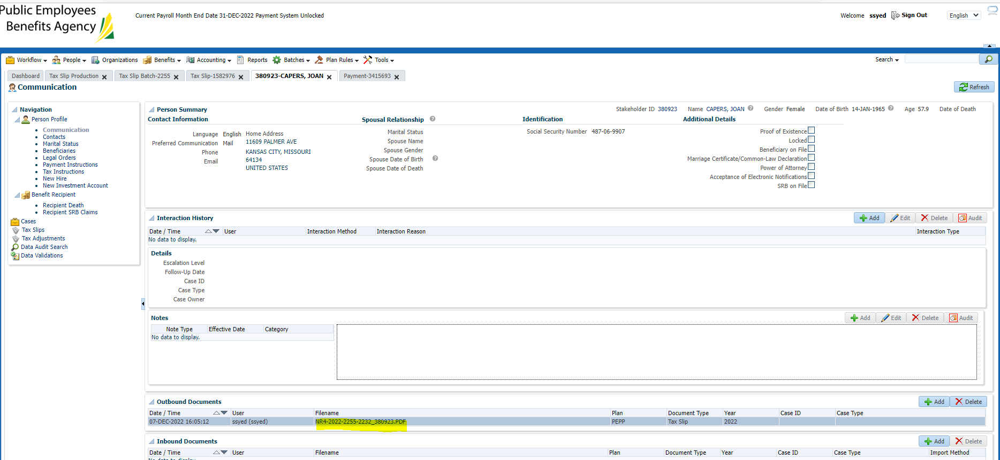 Public Employees
Benefits Agency
Current Payroll Month End Date 31-DEC-2022 Payment System Unlocked
Welcome ssyed Sign Out English
Workflow People Organizations Benefits Accounting Reports Batches Plan Rules Tools Search
Dashboard Tax Slip Production Tax Slip Batch-2255 Tax Slip-1582976 380923-CAPERS, JOAN Payment-3415693
Communication
Refresh
Navigation
Person Profile
Communication
Contacts
Marital Status
Beneficiaries
Legal Orders
Payment Instructions
Tax Instructions
New Hire
New Investment Account
Benefit Recipient
Recipient Death
Recipient SRB Claims
Cases
Tax Slips
Tax Adjustments
Data Audit Search
Data Validations
Person Summary Stakeholder ID 380923 Name CAPERS, JOAN Gender Female Date of Birth 14-JAN-1965 Age 57.9 Date of Death
Contact Information
Language English
Preferred Communication Mail
Phone
Email
Home Address
11609 PALMER AVE
KANSAS CITY, MISSOURI
64134
UNITED STATES
Spousal Relationship
Marital Status
Spouse Name
Spouse Gender
Spouse Date of Birth
Spouse Date of Death
Identification
Social Security Number 487-06-9907
Additional Details
Proof of Existence
Locked
Beneficiary on File
Marriage Certificate/Common-Law Declaration
Power of Attorney
Acceptance of Electronic Notifications
SRB on File
Interaction History Add Edit Delete Audit
Date / Time User Interaction Method Interaction Reason Interaction Type
No data to display.
Details
Escalation Level
Follow-Up Date
Case ID
Case Type
Case Owner
Notes Add Edit Delete Audit
Note Type Effective Date Category
No data to display.
Outbound Documents Add Delete
Date / Time User Filename Plan Document Type Year Case ID Case Type
07-DEC-2022 16:05:12 ssyed (ssyed) NR4-2022-2255-2232_380923.PDF PEPP Tax Slip 2022
Inbound Documents Add Delete
Date / Time User Filename Plan Document Type Year Case ID Case Type Import Method